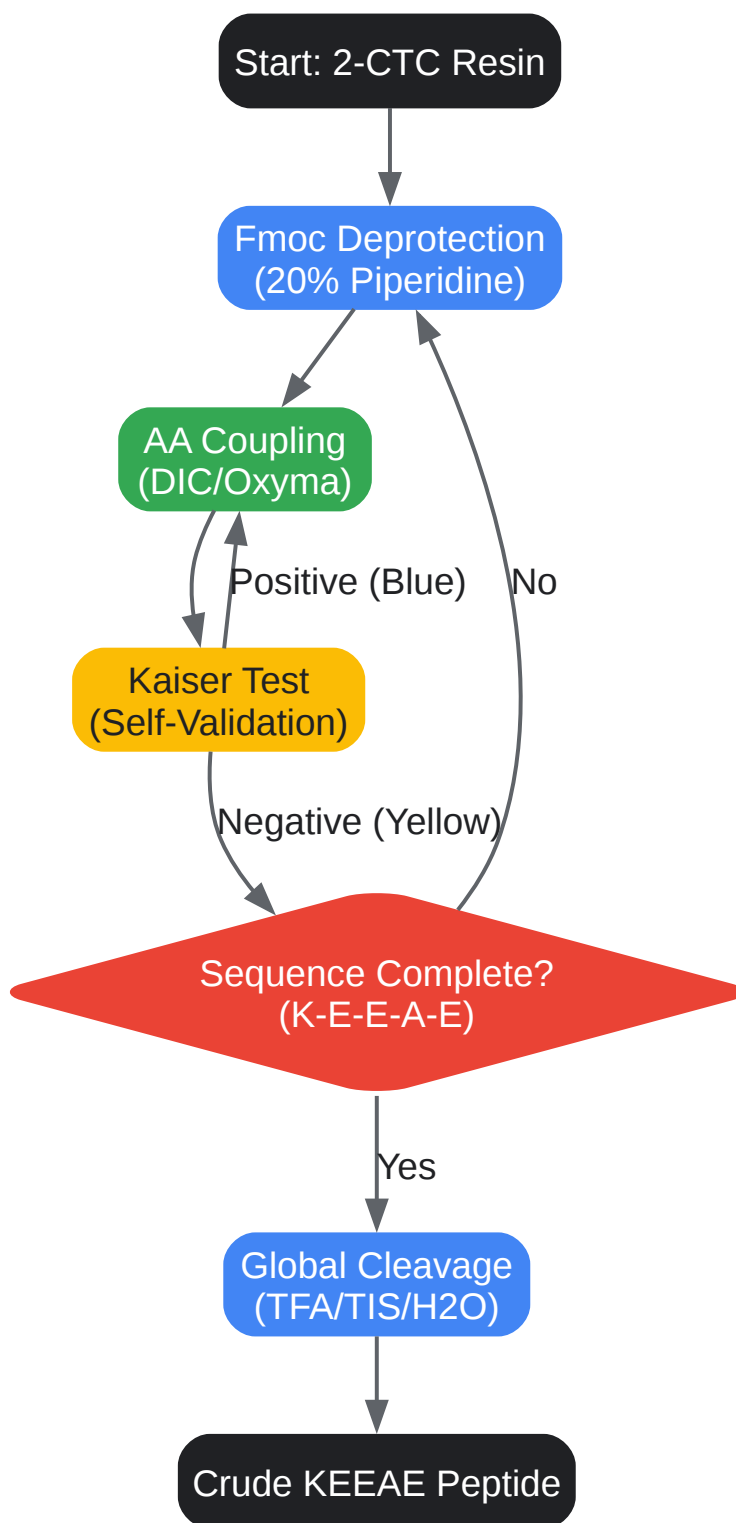 Start: 2-CTC Resin
Fmoc Deprotection
(20% Piperidine)
AA Coupling
(DIC/Oxyma)
Positive (Blue)
No
Kaiser Test
(Self-Validation)
Negative (Yellow)
Sequence Complete?
(K-E-E-A-E)
Yes
Global Cleavage
(TFA/TIS/H2O)
Crude KEEAE Peptide